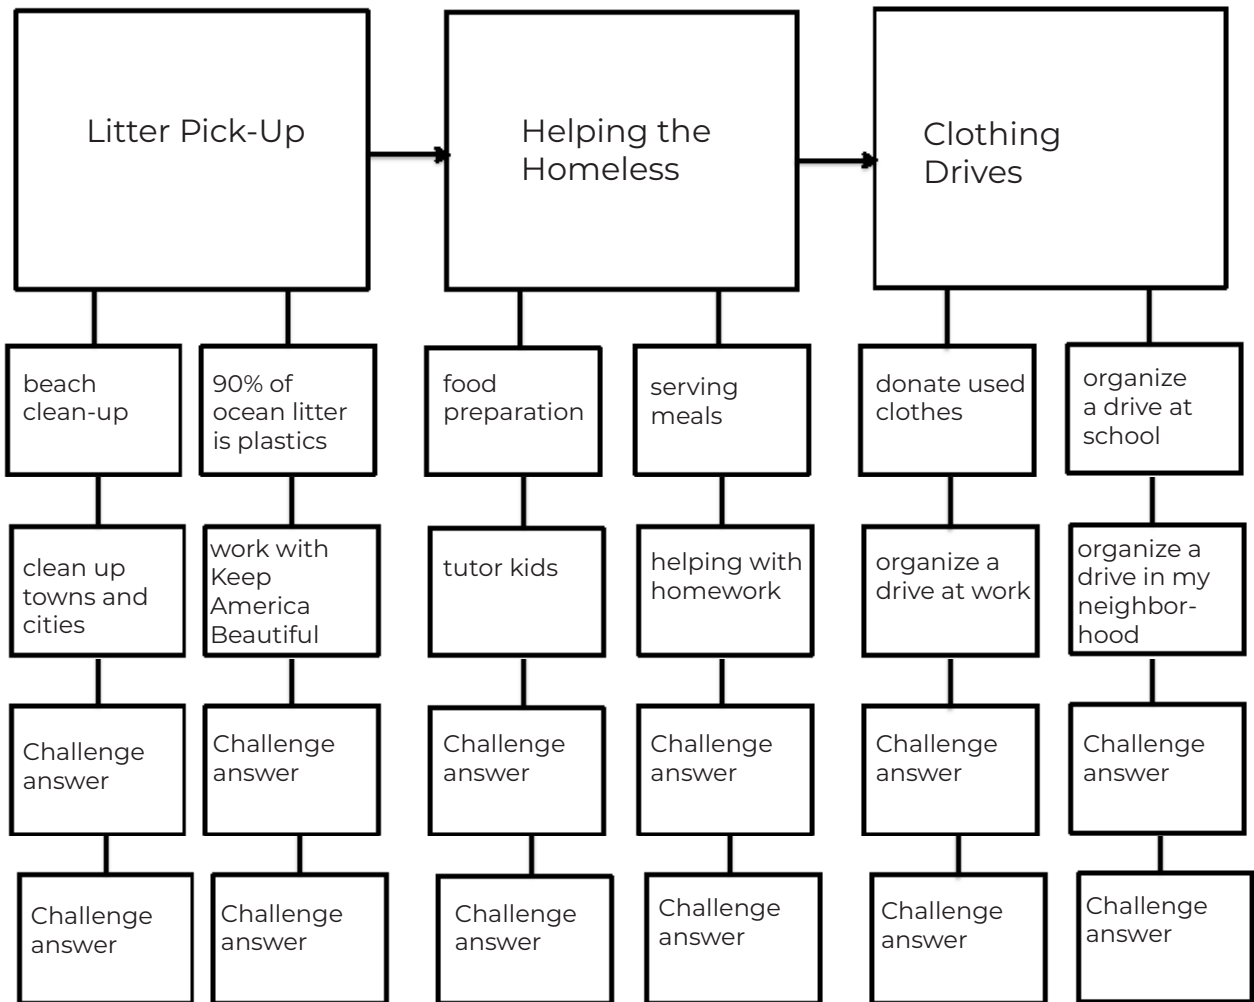 Litter Pick-Up
Helping the
Homeless
Clothing
Drives
beach
clean-up
90% of
ocean litter
is plastics
food
preparation
serving
meals
donate used
clothes
organize
a drive at
school
clean up
towns and
cities
work with
Keep
America
Beautiful
tutor kids
helping with
homework
organize a
drive at work
organize a
drive in my
neighbor-
hood
Challenge
answer
Challenge
answer
Challenge
answer
Challenge
answer
Challenge
answer
Challenge
answer
Challenge
answer
Challenge
answer
Challenge
answer
Challenge
answer
Challenge
answer
Challenge
answer